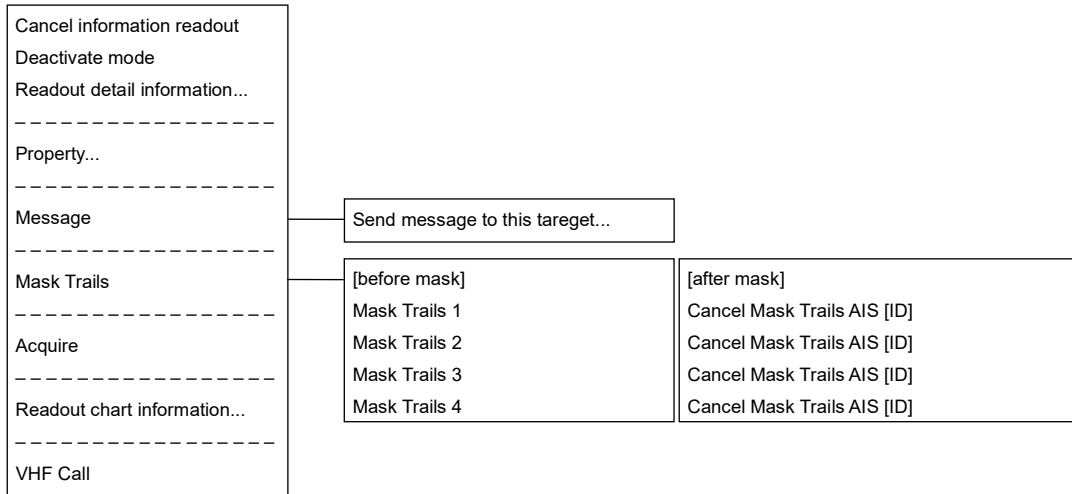 Cancel information readout
Deactivate mode
Readout detail information...
Property...
Message
Send message to this tareget...
Mask Trails
[before mask]
Mask Trails 1
Mask Trails 2
Mask Trails 3
Mask Trails 4
[after mask]
Cancel Mask Trails AIS [ID]
Cancel Mask Trails AIS [ID]
Cancel Mask Trails AIS [ID]
Cancel Mask Trails AIS [ID]
Acquire
Readout chart information...
VHF Call